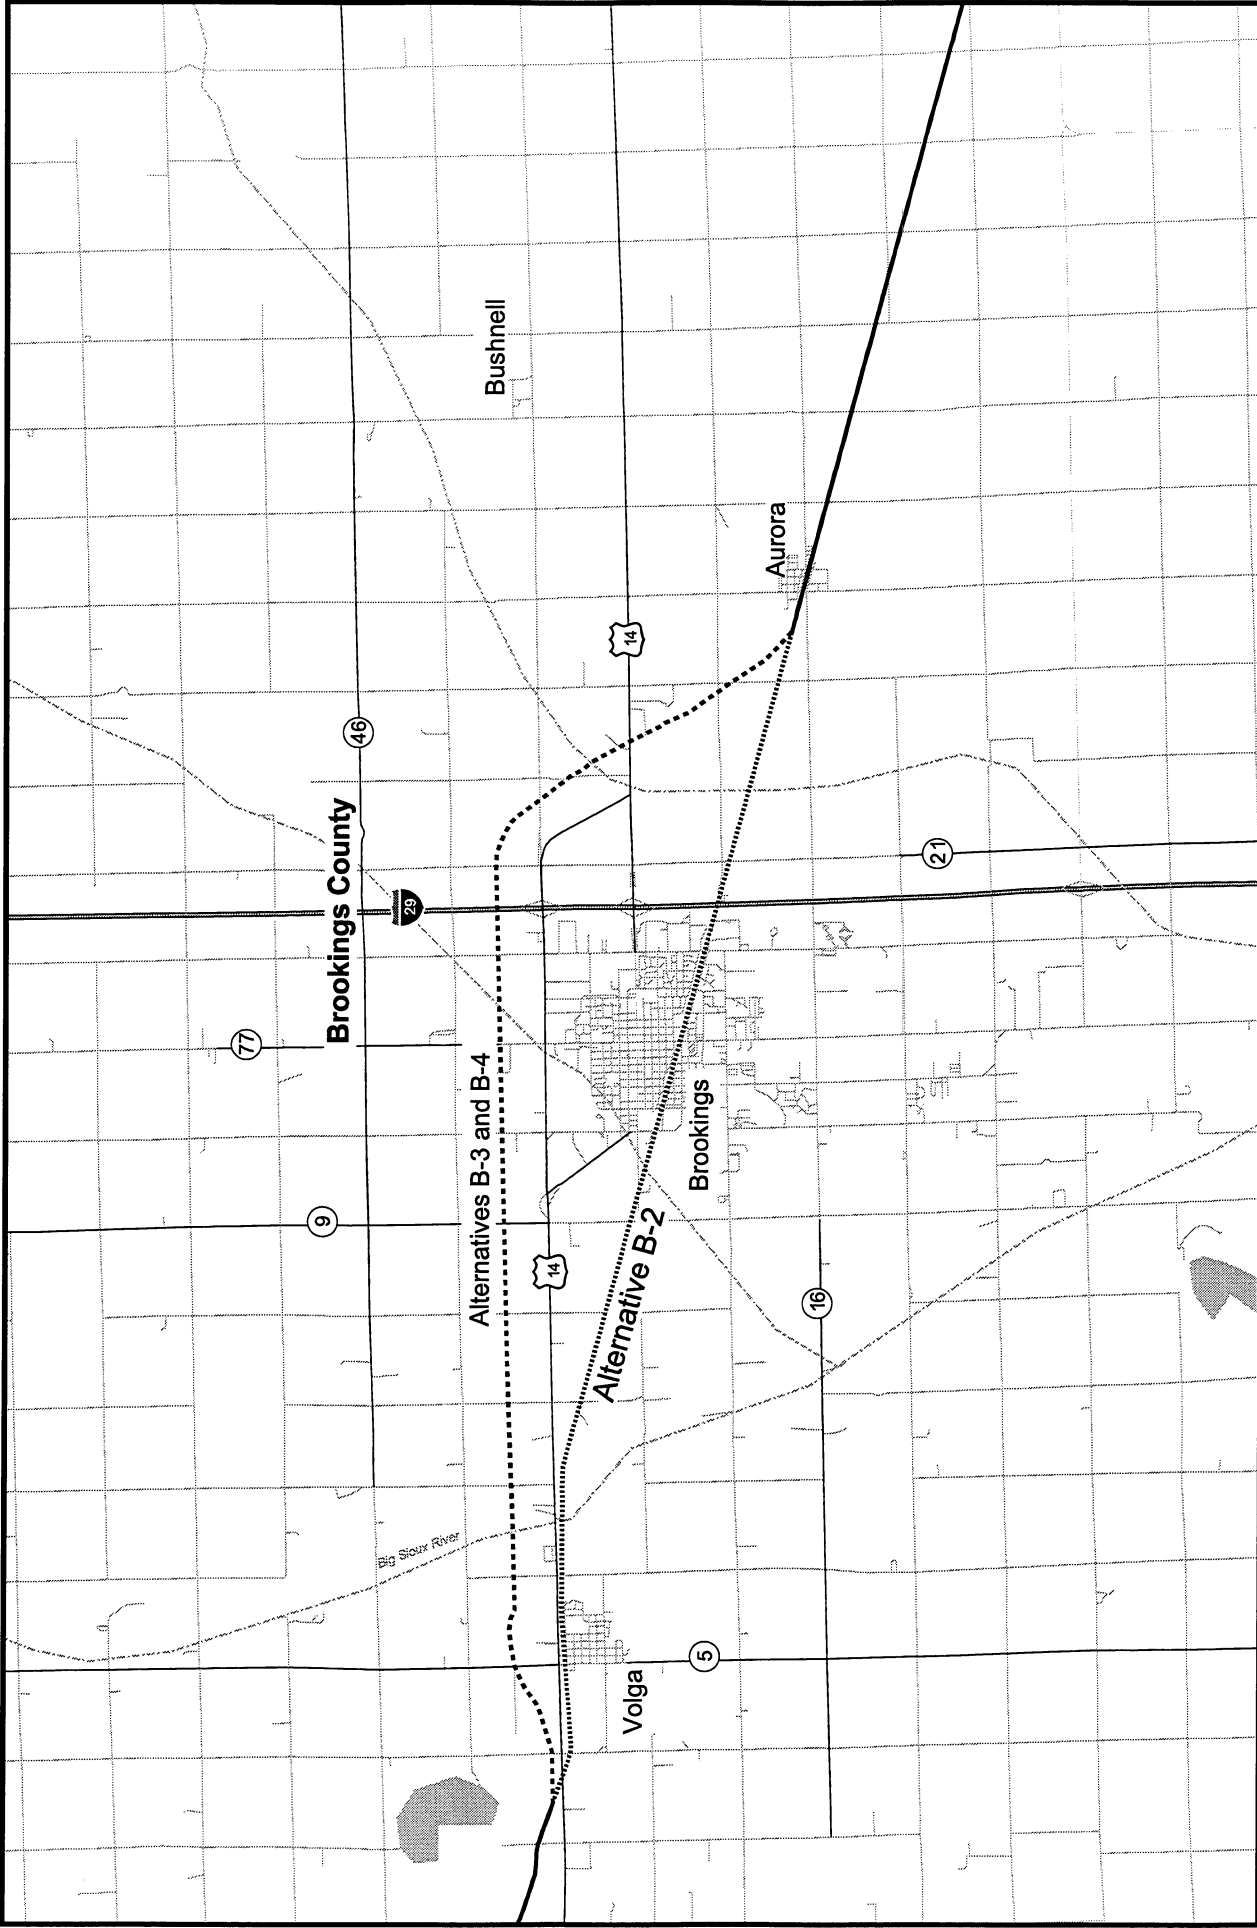 Brookings County
46
29
77
9
Bushnell
14
Alternatives B-3 and B-4
14
Big Sioux River
Alternative B-2
Brookings
Aurora
21
16
5
Volga